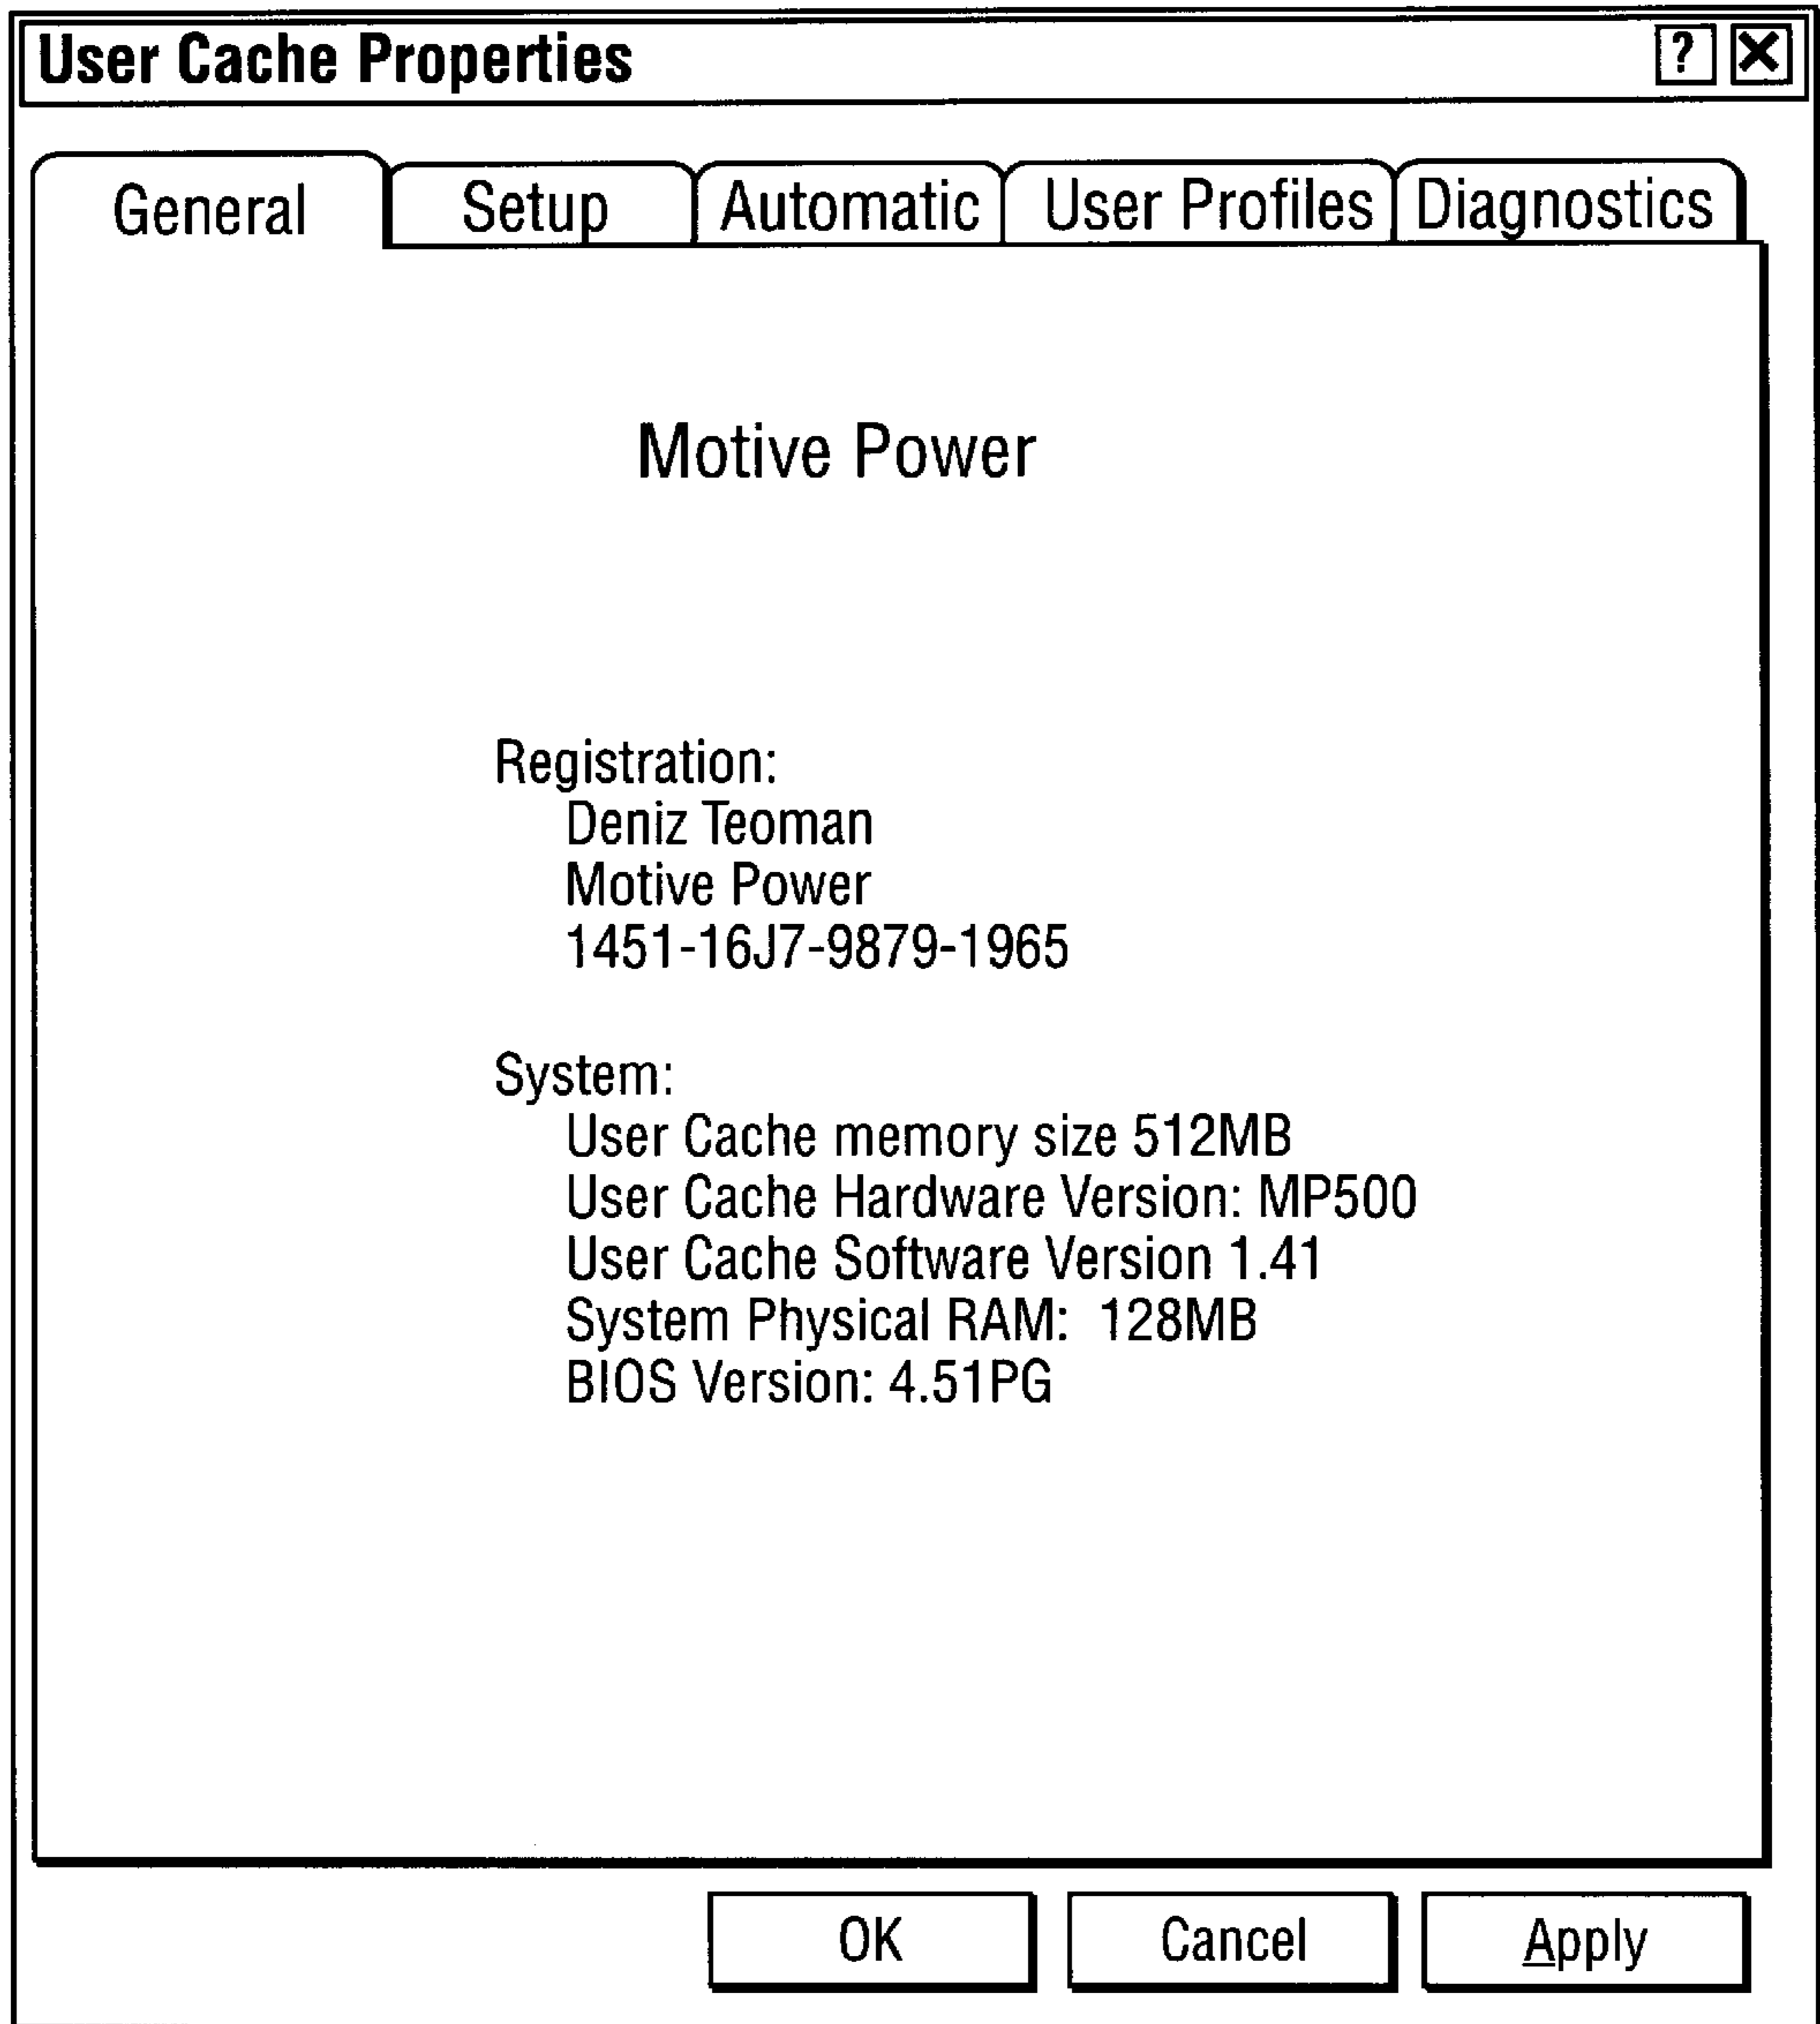 User Cache Properties ?
General Setup Automatic User Profiles Diagnostics
Motive Power
Registration:
Deniz Teoman
Motive Power
1451-16J7-9879-1965
System:
User Cache memory size 512MB
User Cache Hardware Version: MP500
User Cache Software Version 1.41
System Physical RAM: 128MB
BIOS Version: 4.51PG
OK Cancel Apply